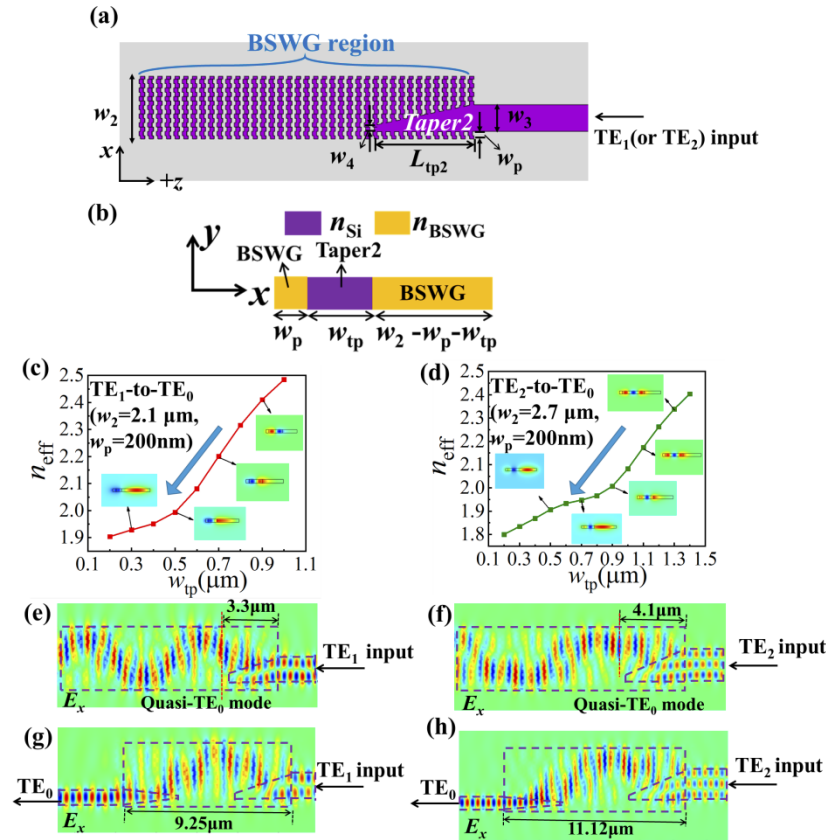 (a)
BSWG region
w2
Taper2
w3
TE1(or TE2) input
w4
Ltp2
wp
x
+z
(b)
nSi
nBSWG
y
BSWG
Taper2
BSWG
x
wp
wtp
w2 -wp-wtp
(c)
TE1-to-TE0
(w2=2.1 μm,
wp=200nm)
neff
2.5
2.4
2.3
2.2
2.1
2.0
1.9
0.1 0.3 0.5 0.7 0.9 1.1
wtp(μm)
(d)
TE2-to-TE0
(w2=2.7 μm,
wp=200nm)
neff
2.5
2.4
2.3
2.2
2.1
2.0
1.9
1.8
0.1 0.3 0.5 0.7 0.9 1.1 1.3 1.5
wtp(μm)
(e)
3.3μm
TE1
input
Ex
Quasi-TE0 mode
(f)
4.1μm
TE2
input
Ex
Quasi-TE0 mode
(g)
TE1
input
TE0
Ex
9.25μm
(h)
TE2
input
TE0
Ex
11.12μm